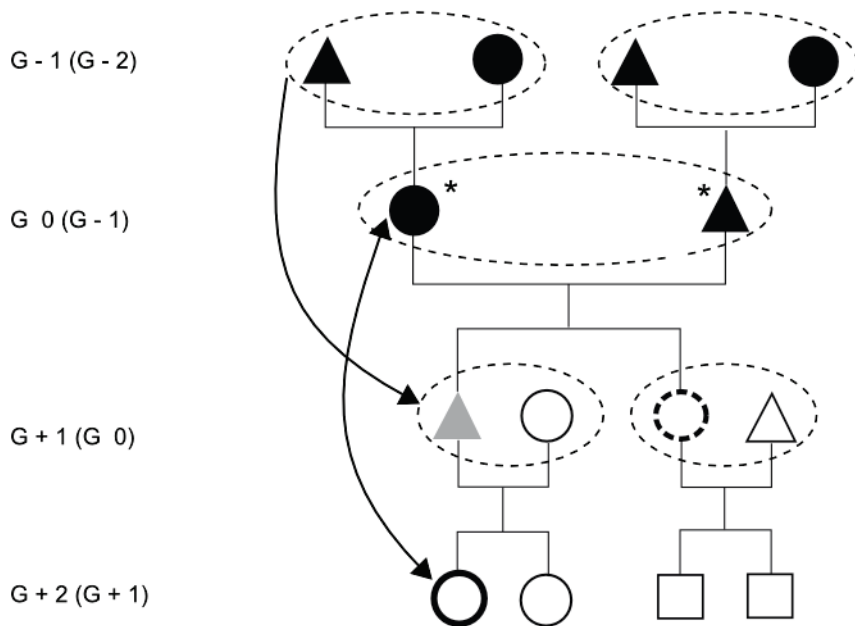 G - 1 (G - 2)
* *
G 0 (G - 1)
G + 1 (G 0)
G + 2 (G + 1)